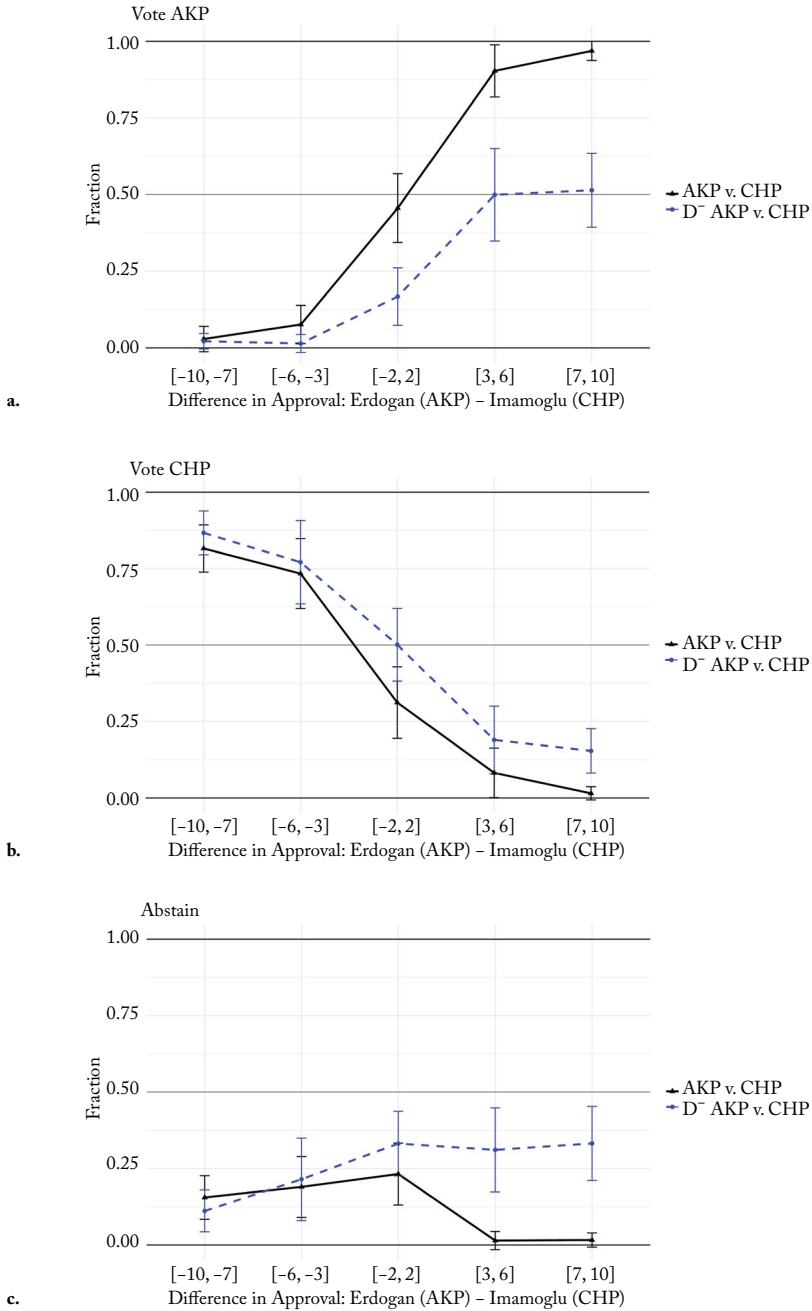 Vote AKP
1.00
0.75
0.50
0.25
0.00
Fraction
[−10, −7] [−6, −3] [−2, 2] [3, 6] [7, 10]
Difference in Approval: Erdogan (AKP) – Imamoglu (CHP)
AKP v. CHP
D⁻ AKP v. CHP
a.
Vote CHP
1.00
0.75
0.50
0.25
0.00
Fraction
[−10, −7] [−6, −3] [−2, 2] [3, 6] [7, 10]
Difference in Approval: Erdogan (AKP) – Imamoglu (CHP)
AKP v. CHP
D⁻ AKP v. CHP
b.
Abstain
1.00
0.75
0.50
0.25
0.00
Fraction
[−10, −7] [−6, −3] [−2, 2] [3, 6] [7, 10]
Difference in Approval: Erdogan (AKP) – Imamoglu (CHP)
AKP v. CHP
D⁻ AKP v. CHP
c.